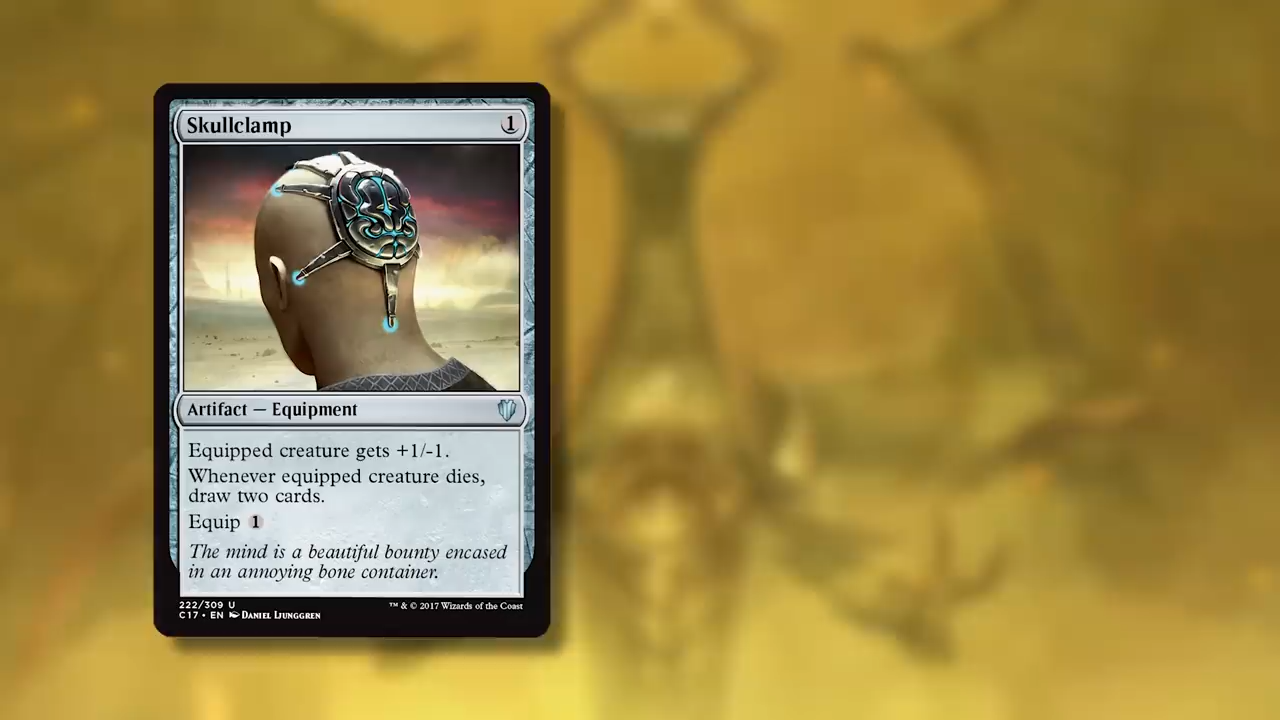 Skullclamp 1
Artifact — Equipment
Equipped creature gets +1/-1.
Whenever equipped creature dies,
draw two cards.
Equip 1
The mind is a beautiful bounty encased
in an annoying bone container.
222/309 U
C17 • EN Daniel Ljunggren
™ & © 2017 Wizards of the Coast